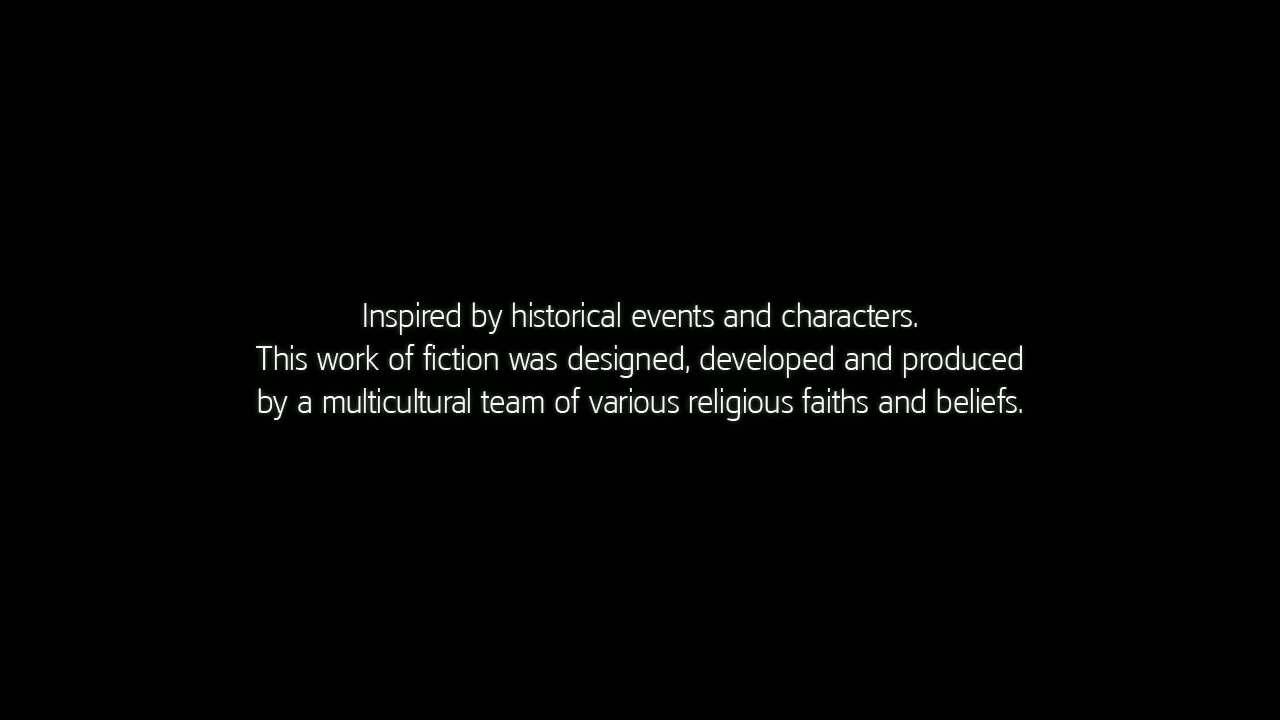 Inspired by historical events and characters.
This work of fiction was designed, developed and produced
by a multicultural team of various religious faiths and beliefs.